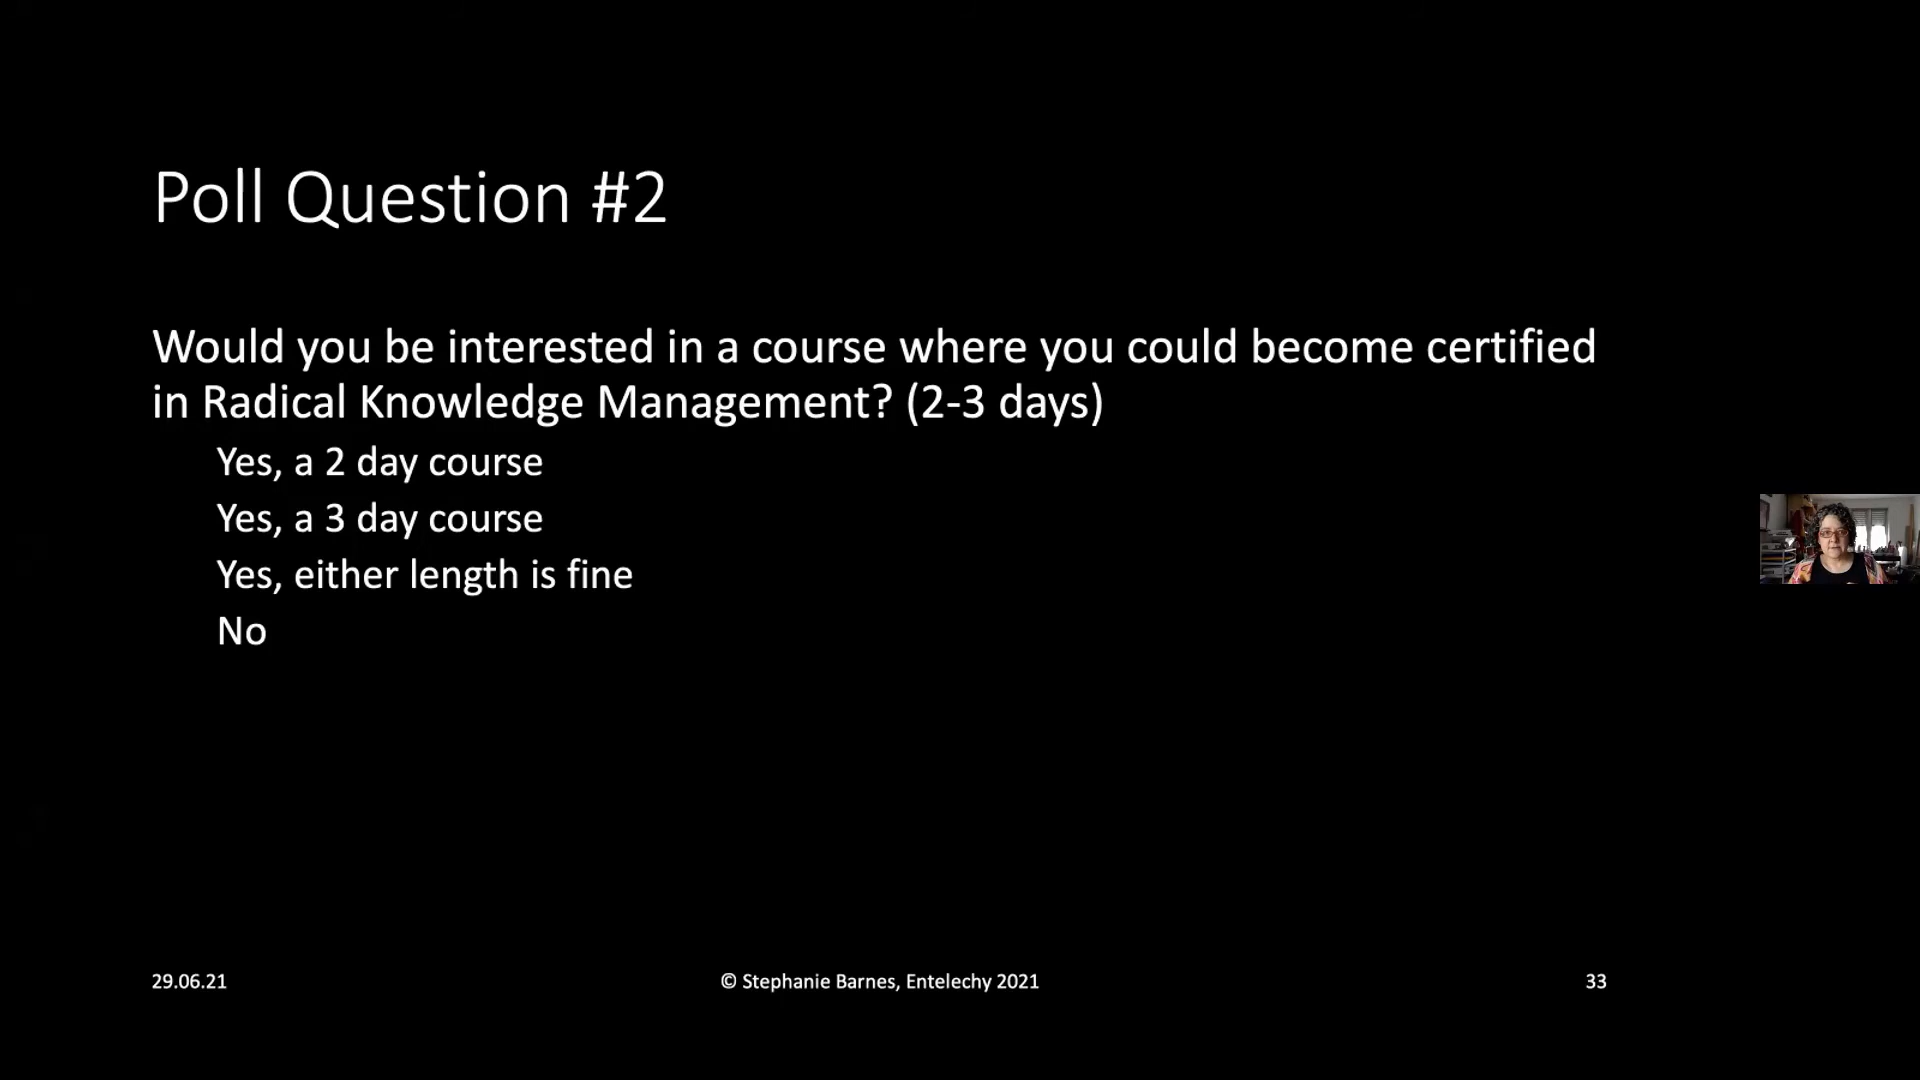 Poll Question #2
Would you be interested in a course where you could become certified
in Radical Knowledge Management? (2-3 days)
Yes, a 2 day course
Yes, a 3 day course
Yes, either length is fine
No
29.06.21
© Stephanie Barnes, Entelechy 2021
33